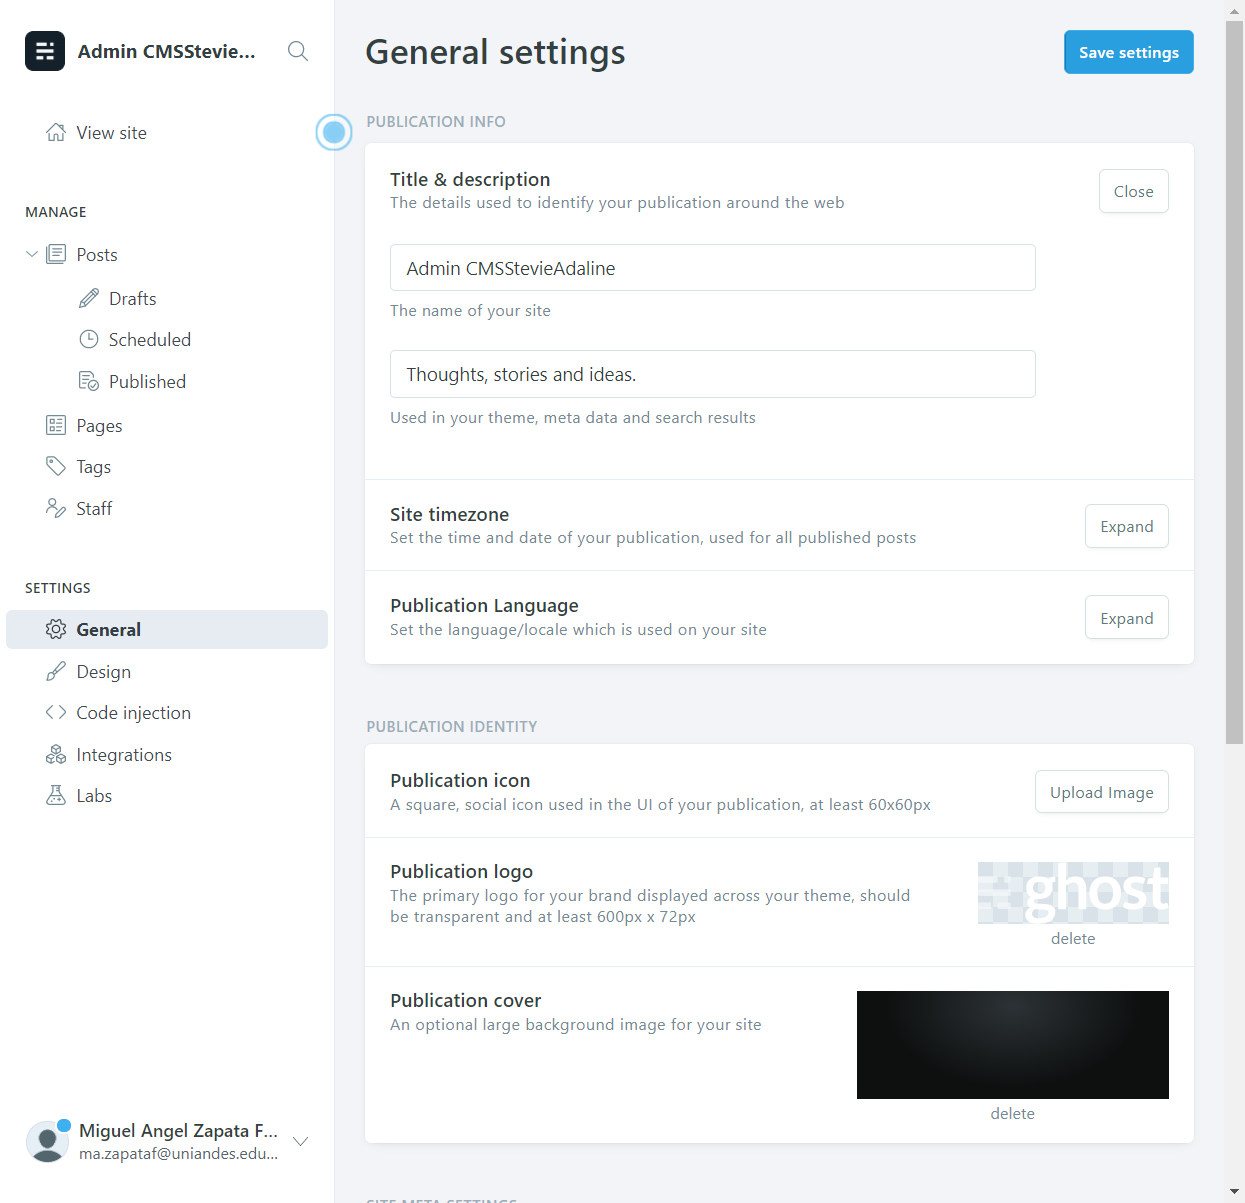 Admin CMSStevie...
View site
MANAGE
Posts
Drafts
Scheduled
Published
Pages
Tags
Staff
SETTINGS
General
Design
Code injection
Integrations
Labs
Miguel Angel Zapata F...
ma.zapataf@uniandes.edu...
General settings
Save settings
PUBLICATION INFO
Title & description
The details used to identify your publication around the web
Close
Admin CMSStevieAdaline
The name of your site
Thoughts, stories and ideas.
Used in your theme, meta data and search results
Site timezone
Set the time and date of your publication, used for all published posts
Expand
Publication Language
Set the language/locale which is used on your site
Expand
PUBLICATION IDENTITY
Publication icon
A square, social icon used in the UI of your publication, at least 60x60px
Upload Image
Publication logo
The primary logo for your brand displayed across your theme, should
be transparent and at least 600px x 72px
ghost
delete
Publication cover
An optional large background image for your site
delete
SITE META SETTINGS